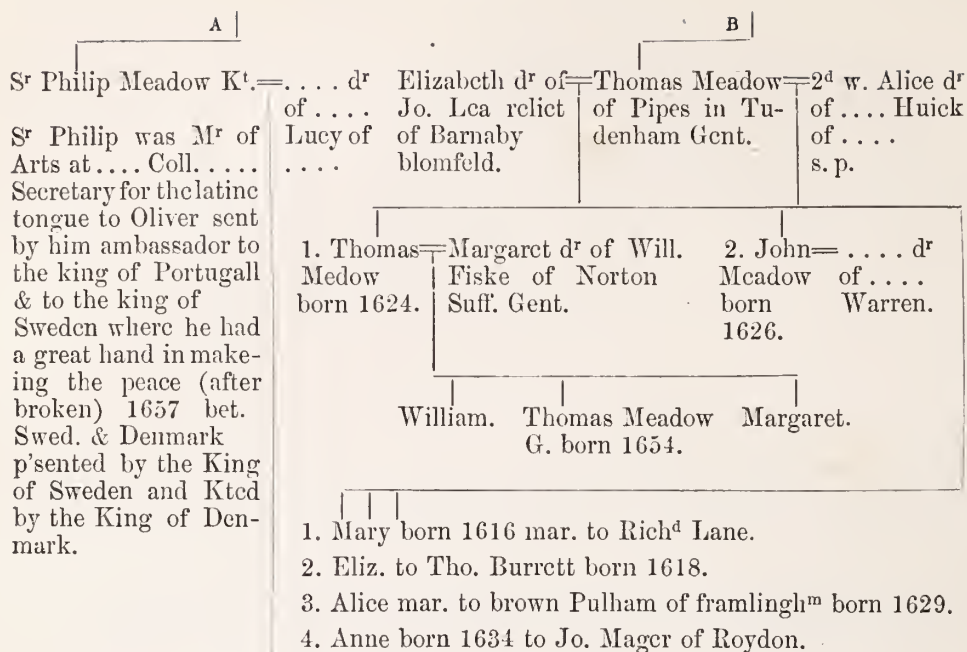 A
B
Sʳ Philip Meadow Kᵗ.=. . . . dʳ
of . . . .
Lucy of
. . . .
Sʳ Philip was Mʳ of
Arts at . . . . Coll. . . . .
Secretary for the latine
tongue to Oliver sent
by him ambassador to
the king of Portugall
& to the king of
Sweden where he had
a great hand in make-
ing the peace (after
broken) 1657 bet.
Swed. & Denmark
p'sented by the King
of Sweden and Kted
by the King of Den-
mark.
Elizabeth dʳ of=Thomas Meadow=2ᵈ w. Alice dʳ
Jo. Lea relict of Pipes in Tu- of . . . . Huick
of Barnaby denham Gent. of . . . .
blomfeld. s. p.
1. Thomas=Margaret dʳ of Will. 2. John= . . . . dʳ
Medow Fiske of Norton Meadow of . . . .
born 1624. Suff. Gent. born Warren.
1626.
William. Thomas Meadow Margaret.
G. born 1654.
1. Mary born 1616 mar. to Richᵈ Lane.
2. Eliz. to Tho. Burrett born 1618.
3. Alice mar. to brown Pulham of framlinghᵐ born 1629.
4. Anne born 1634 to Jo. Mager of Roydon.